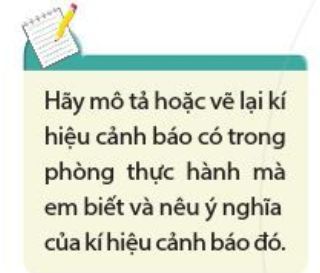 Hãy mô tả hoặc vẽ lại kí
hiệu cảnh báo có trong
phòng thực hành mà
em biết và nêu ý nghĩa
của kí hiệu cảnh báo đó.